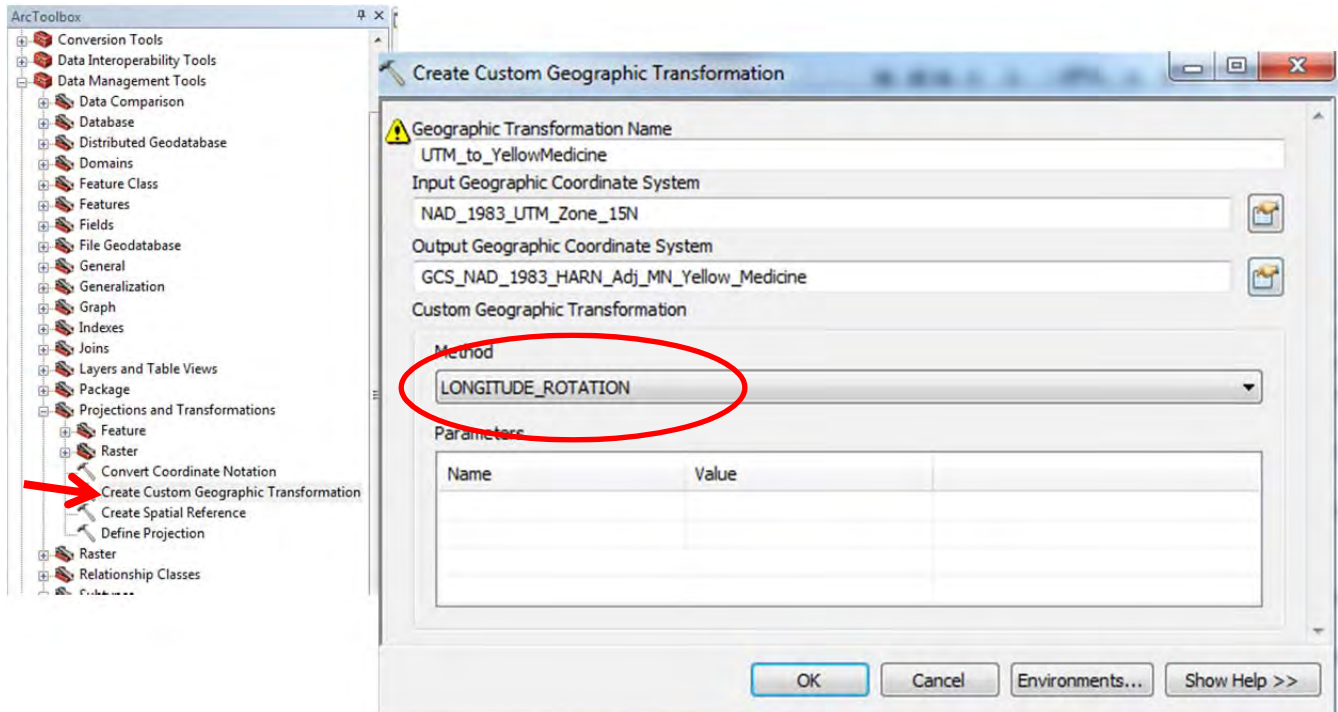 ArcToolbox
Conversion Tools
Data Interoperability Tools
Data Management Tools
Data Comparison
Database
Distributed Geodatabase
Domains
Feature Class
Features
Fields
File Geodatabase
General
Generalization
Graph
Indexes
Joins
Layers and Table Views
Package
Projections and Transformations
Feature
Raster
Convert Coordinate Notation
Create Custom Geographic Transformation
Create Spatial Reference
Define Projection
Raster
Relationship Classes
Subtypes
Create Custom Geographic Transformation
Geographic Transformation Name
UTM_to_YellowMedicine
Input Geographic Coordinate System
NAD_1983_UTM_Zone_15N
Output Geographic Coordinate System
GCS_NAD_1983_HARN_Adj_MN_Yellow_Medicine
Custom Geographic Transformation
Method
LONGITUDE_ROTATION
Parameters
Name Value
OK Cancel Environments... Show Help >>